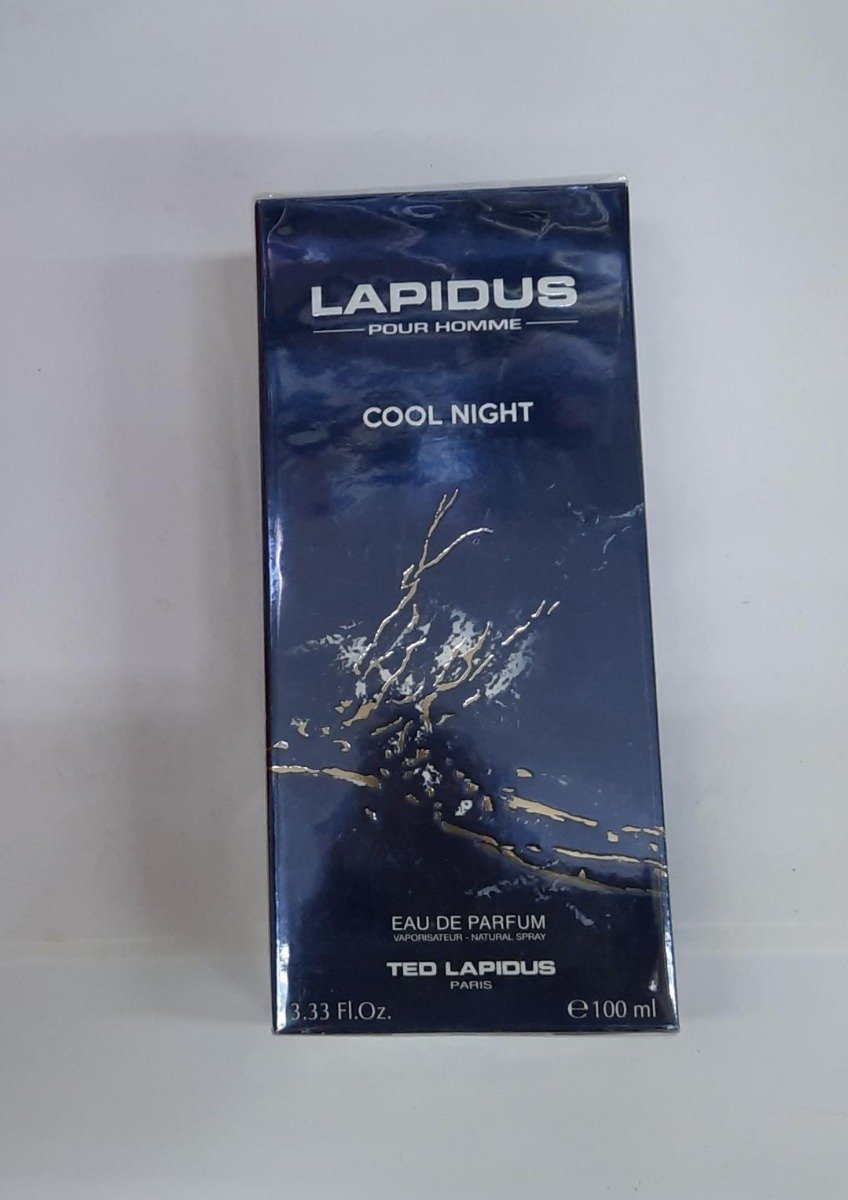 LAPIDUS
POUR HOMME
COOL NIGHT
EAU DE PARFUM
VAPORISATEUR - NATURAL SPRAY
TED LAPIDUS
PARIS
3.33 Fl.Oz. ℮100 ml